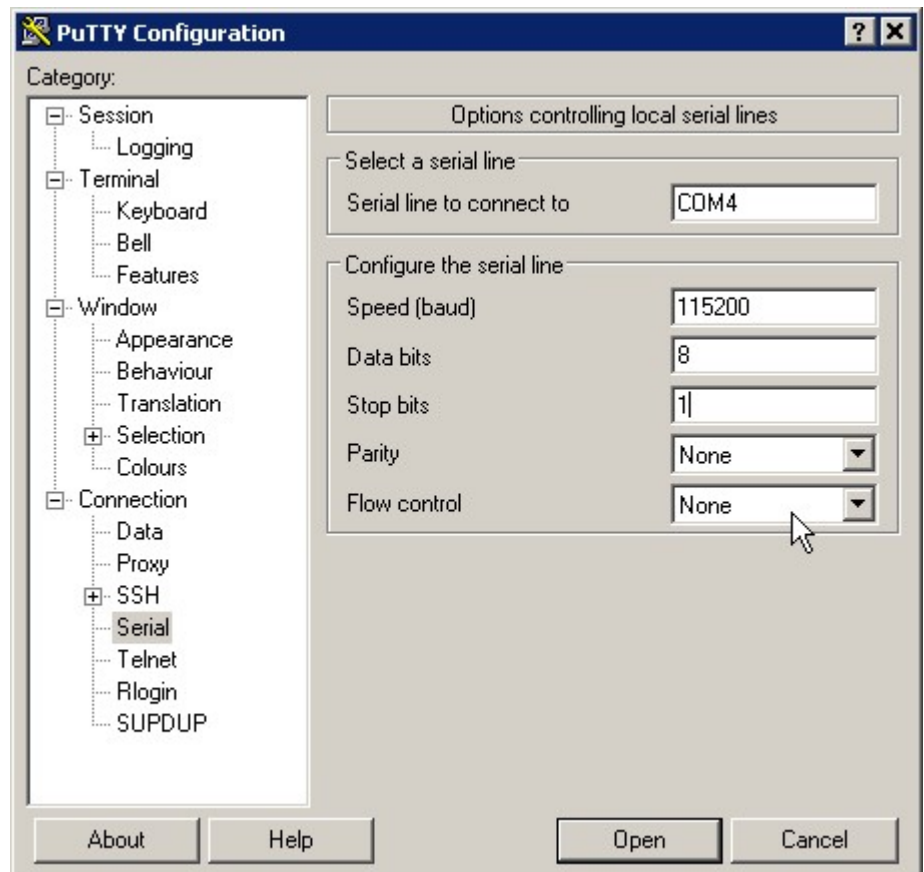 PuTTY Configuration
Category:
Session
Logging
Terminal
Keyboard
Bell
Features
Window
Appearance
Behaviour
Translation
Selection
Colours
Connection
Data
Proxy
SSH
Serial
Telnet
Rlogin
SUPDUP
Options controlling local serial lines
Select a serial line
Serial line to connect to COM4
Configure the serial line
Speed (baud) 115200
Data bits 8
Stop bits 1
Parity None
Flow control None
About Help Open Cancel